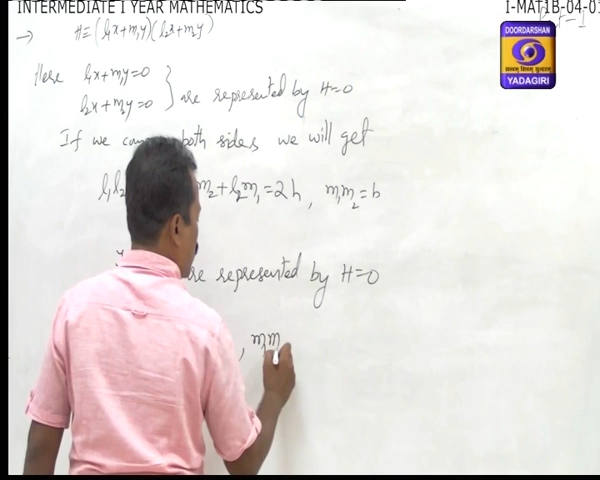 INTERMEDIATE I YEAR MATHEMATICS
I-MAT1B-04-01
→ H≡(l₁x+m₁y)(l₂x+m₂y)
DOORDARSHAN
YADAGIRI
Here l₁x+m₁y=0
l₂x+m₂y=0 } are represented by H=0
If we both sides, we will get
l₁l₂ m₂+l₂m₁=2h, m₁m₂=b
are represented by H=0
, m₁m